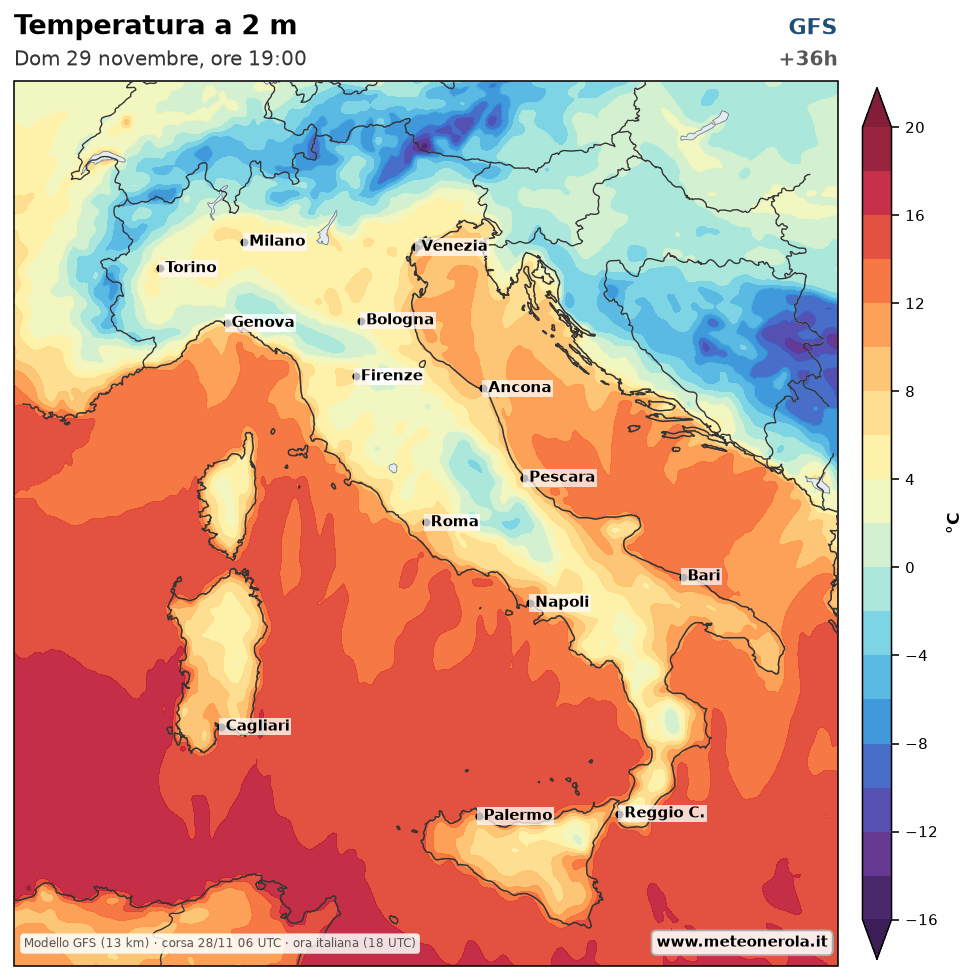 Temperatura a 2 m
GFS
Dom 29 novembre, ore 19:00
+36h
Milano
Venezia
Torino
Genova
Bologna
Firenze
Ancona
Pescara
Roma
Bari
Napoli
Cagliari
Palermo
Reggio C.
20
16
12
8
4
0
−4
−8
−12
−16
°C
Modello GFS (13 km) · corsa 28/11 06 UTC · ora italiana (18 UTC)
www.meteonerola.it